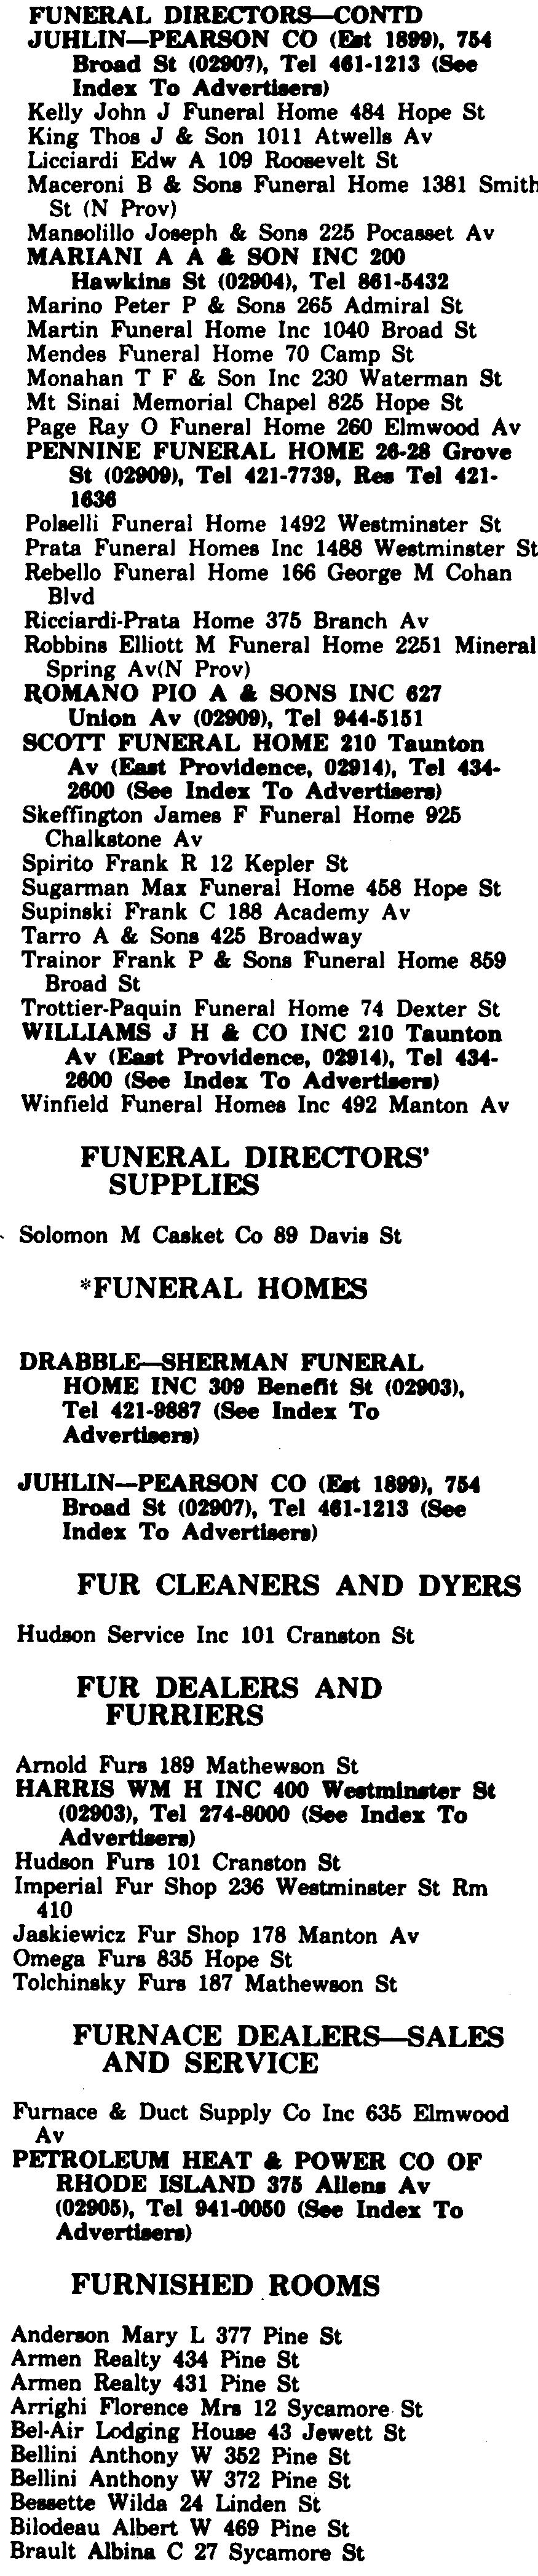 FUNERAL DIRECTORS—CONTD
JUHLIN—PEARSON CO (Est 1899), 754
Broad St (02907), Tel 461-1213 (See
Index To Advertisers)
Kelly John J Funeral Home 484 Hope St
King Thos J & Son 1011 Atwells Av
Licciardi Edw A 109 Roosevelt St
Maceroni B & Sons Funeral Home 1381 Smith
St (N Prov)
Mansolillo Joseph & Sons 225 Pocasset Av
MARIANI A A & SON INC 200
Hawkins St (02904), Tel 861-5432
Marino Peter P & Sons 265 Admiral St
Martin Funeral Home Inc 1040 Broad St
Mendes Funeral Home 70 Camp St
Monahan T F & Son Inc 230 Waterman St
Mt Sinai Memorial Chapel 825 Hope St
Page Ray O Funeral Home 260 Elmwood Av
PENNINE FUNERAL HOME 26-28 Grove
St (02909), Tel 421-7739, Res Tel 421-
1636
Polselli Funeral Home 1492 Westminster St
Prata Funeral Homes Inc 1488 Westminster St
Rebello Funeral Home 166 George M Cohan
Blvd
Ricciardi-Prata Home 375 Branch Av
Robbins Elliott M Funeral Home 2251 Mineral
Spring Av(N Prov)
ROMANO PIO A & SONS INC 627
Union Av (02909), Tel 944-5151
SCOTT FUNERAL HOME 210 Taunton
Av (East Providence, 02914), Tel 434-
2600 (See Index To Advertisers)
Skeffington James F Funeral Home 925
Chalkstone Av
Spirito Frank R 12 Kepler St
Sugarman Max Funeral Home 458 Hope St
Supinski Frank C 188 Academy Av
Tarro A & Sons 425 Broadway
Trainor Frank P & Sons Funeral Home 859
Broad St
Trottier-Paquin Funeral Home 74 Dexter St
WILLIAMS J H & CO INC 210 Taunton
Av (East Providence, 02914), Tel 434-
2600 (See Index To Advertisers)
Winfield Funeral Homes Inc 492 Manton Av
FUNERAL DIRECTORS'
SUPPLIES
Solomon M Casket Co 89 Davis St
*FUNERAL HOMES
DRABBLE—SHERMAN FUNERAL
HOME INC 309 Benefit St (02903),
Tel 421-9887 (See Index To
Advertisers)
JUHLIN—PEARSON CO (Est 1899), 754
Broad St (02907), Tel 461-1213 (See
Index To Advertisers)
FUR CLEANERS AND DYERS
Hudson Service Inc 101 Cranston St
FUR DEALERS AND
FURRIERS
Arnold Furs 189 Mathewson St
HARRIS WM H INC 400 Westminster St
(02903), Tel 274-8000 (See Index To
Advertisers)
Hudson Furs 101 Cranston St
Imperial Fur Shop 236 Westminster St Rm
410
Jaskiewicz Fur Shop 178 Manton Av
Omega Furs 835 Hope St
Tolchinsky Furs 187 Mathewson St
FURNACE DEALERS—SALES
AND SERVICE
Furnace & Duct Supply Co Inc 635 Elmwood
Av
PETROLEUM HEAT & POWER CO OF
RHODE ISLAND 375 Allens Av
(02905), Tel 941-0050 (See Index To
Advertisers)
FURNISHED ROOMS
Anderson Mary L 377 Pine St
Armen Realty 434 Pine St
Armen Realty 431 Pine St
Arrighi Florence Mrs 12 Sycamore St
Bel-Air Lodging House 43 Jewett St
Bellini Anthony W 352 Pine St
Bellini Anthony W 372 Pine St
Bessette Wilda 24 Linden St
Bilodeau Albert W 469 Pine St
Brault Albina C 27 Sycamore St